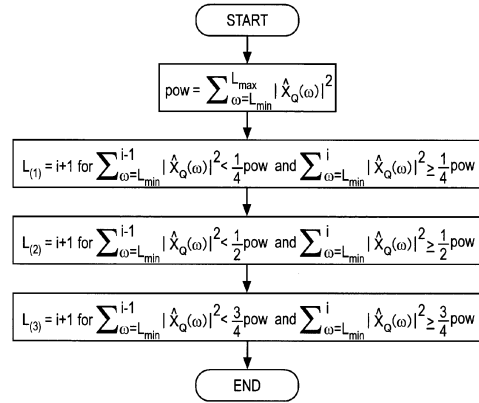 START
pow = ∑_{ω=L_min}^{L_max} | X̂_Q(ω)|²
L_(1) = i+1 for ∑_{ω=L_min}^{i-1} | X̂_Q(ω)|² < 1/4 pow and ∑_{ω=L_min}^{i} | X̂_Q(ω)|² ≥ 1/4 pow
L_(2) = i+1 for ∑_{ω=L_min}^{i-1} | X̂_Q(ω)|² < 1/2 pow and ∑_{ω=L_min}^{i} | X̂_Q(ω)|² ≥ 1/2 pow
L_(3) = i+1 for ∑_{ω=L_min}^{i-1} | X̂_Q(ω)|² < 3/4 pow and ∑_{ω=L_min}^{i} | X̂_Q(ω)|² ≥ 3/4 pow
END